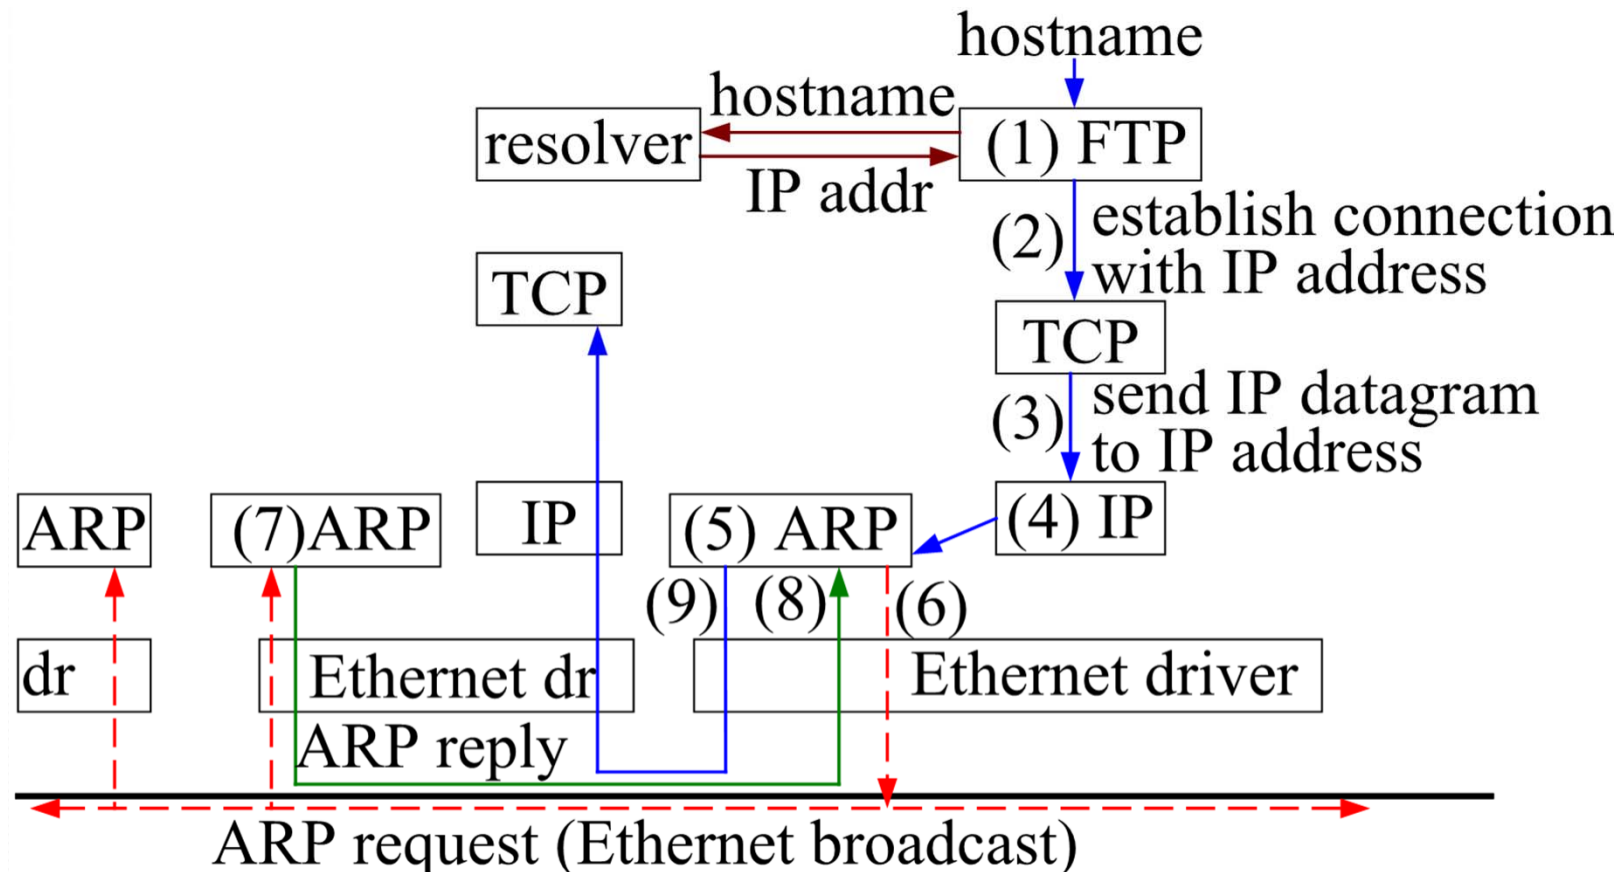 hostname
hostname
resolver
(1) FTP
IP addr
(2)
establish connection
with IP address
TCP
TCP
(3)
send IP datagram
to IP address
ARP
(7)ARP
IP
(5) ARP
(4) IP
(9)
(8)
(6)
dr
Ethernet dr
Ethernet driver
ARP reply
ARP request (Ethernet broadcast)